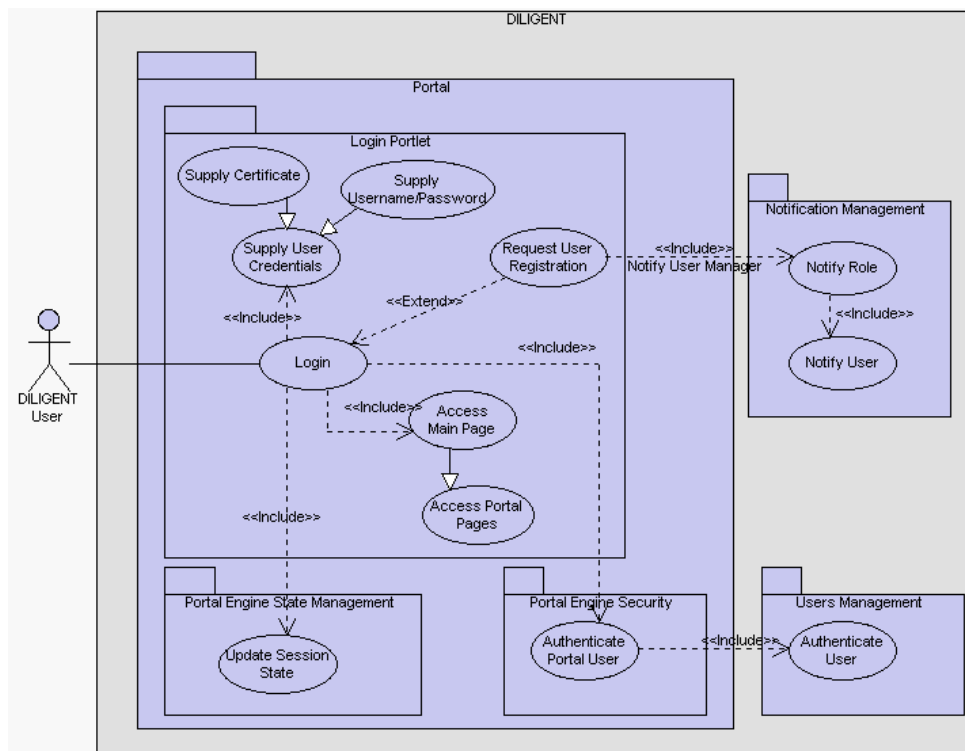 DILIGENT
Portal
Login Portlet
Supply Certificate
Supply
Username/Password
Notification Management
Supply User
Credentials
Request User
Registration
<<Include>>
Notify User Manager
Notify Role
<<Extend>>
<<Include>>
<<Include>>
<<Include>>
Login
Notify User
DILIGENT
User
<<Include>>
Access
Main Page
Access Portal
Pages
<<Include>>
Portal Engine State Management
Portal Engine Security
Users Management
Update Session
State
Authenticate
Portal User
<<Include>>
Authenticate
User